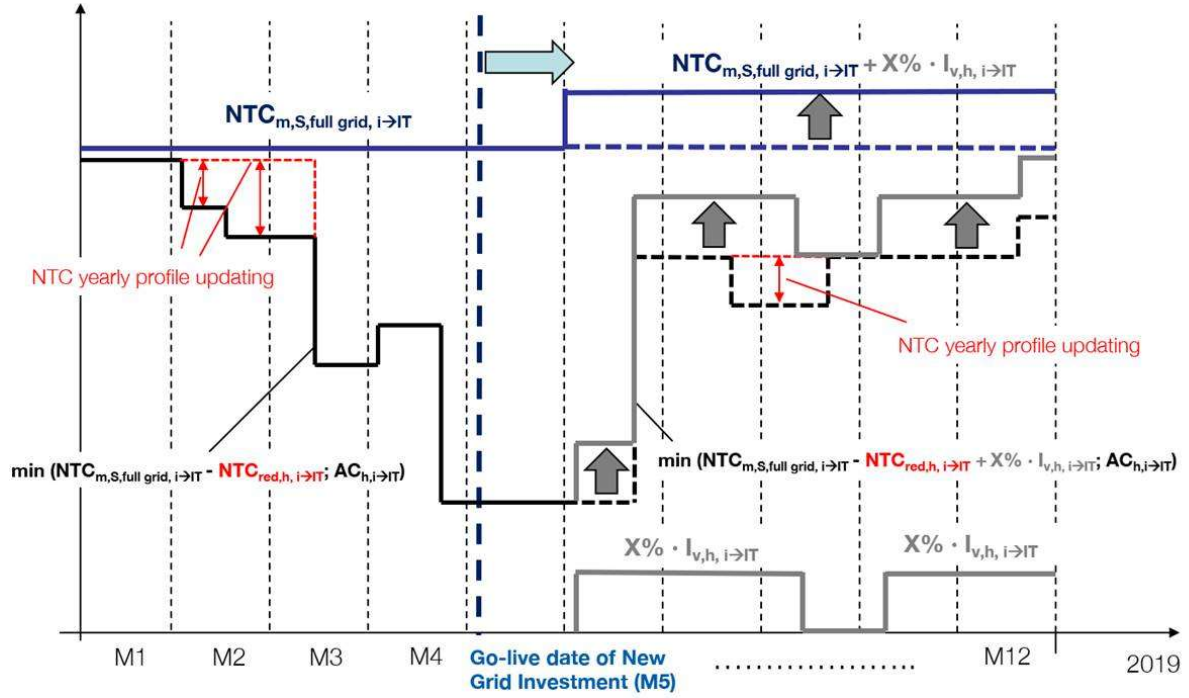 NTCm,S,full grid, i→IT + X% · Iv,h, i→IT
NTCm,S,full grid, i→IT
NTC yearly profile updating
NTC yearly profile updating
min (NTCm,S,full grid, i→IT - NTCred,h, i→IT; ACh,i→IT)
min (NTCm,S,full grid, i→IT - NTCred,h, i→IT + X% · Iv,h, i→IT; ACh,i→IT)
X% · Iv,h, i→IT
X% · Iv,h, i→IT
M1
M2
M3
M4
Go-live date of New
Grid Investment (M5)
....................
M12
2019